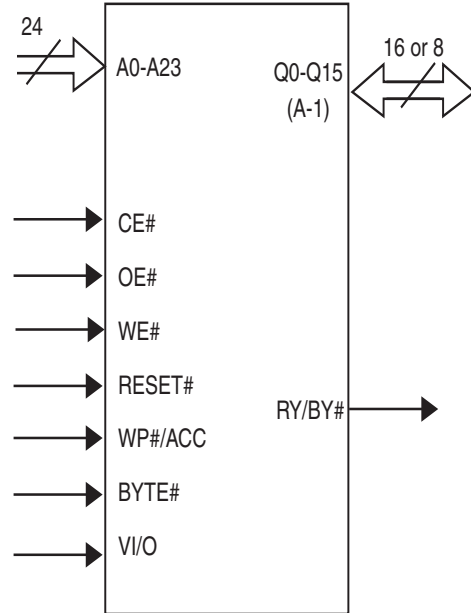 24
16 or 8
A0-A23
Q0-Q15
(A-1)
CE#
OE#
WE#
RESET#
RY/BY#
WP#/ACC
BYTE#
VI/O